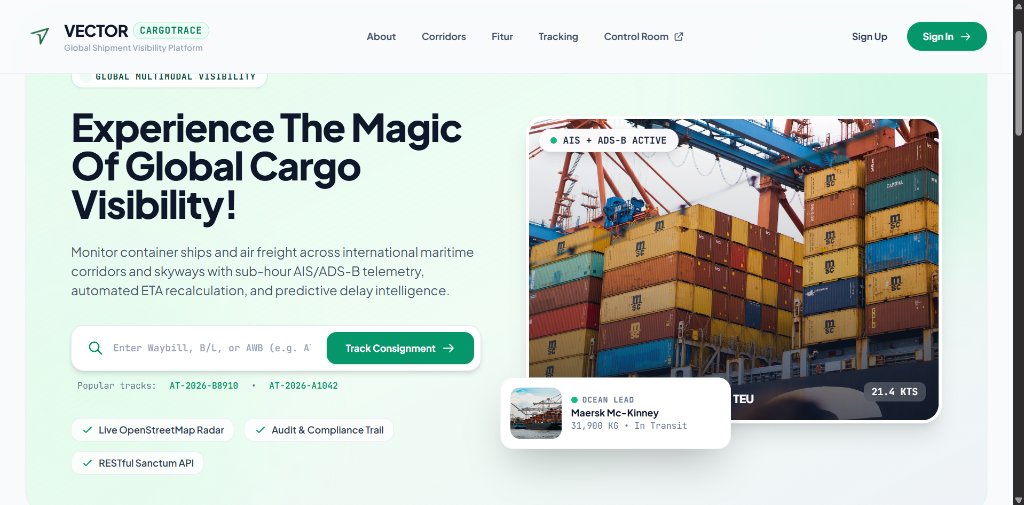 VECTOR CARGOTRACE
Global Shipment Visibility Platform
About Corridors Fitur Tracking Control Room
Sign Up Sign In
GLOBAL MULTIMODAL VISIBILITY
Experience The Magic
Of Global Cargo
Visibility!
Monitor container ships and air freight across international maritime
corridors and skyways with sub-hour AIS/ADS-B telemetry,
automated ETA recalculation, and predictive delay intelligence.
Enter Waybill, B/L, or AWB (e.g. A
Track Consignment
Popular tracks: AT-2026-B8910 • AT-2026-A1042
Live OpenStreetMap Radar
Audit & Compliance Trail
RESTful Sanctum API
AIS + ADS-B ACTIVE
TEU
21.4 KTS
OCEAN LEAD
Maersk Mc-Kinney
31,900 KG • In Transit